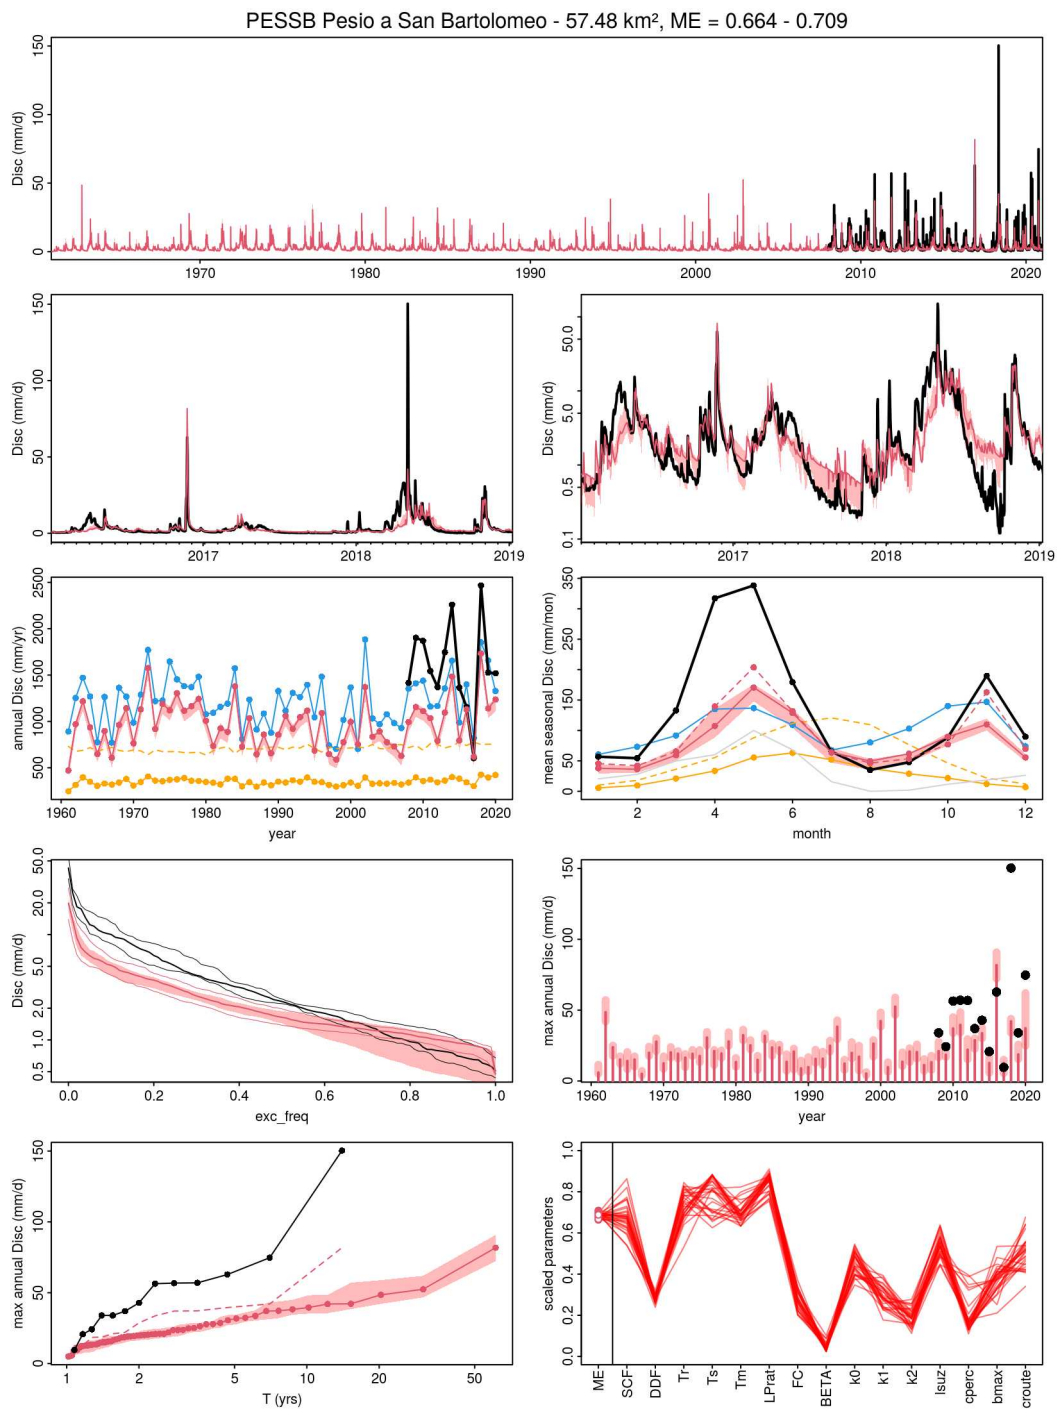 PESSB Pesio a San Bartolomeo - 57.48 km², ME = 0.664 - 0.709
Disc (mm/d)
150
100
50
0
1970 1980 1990 2000 2010 2020
Disc (mm/d)
150
100
50
0
2017 2018 2019
Disc (mm/d)
50.0
5.0
0.5
0.1
2017 2018 2019
annual Disc (mm/yr)
2500
2000
1500
1000
500
1960 1970 1980 1990 2000 2010 2020
year
mean seasonal Disc (mm/mon)
350
250
150
50
0
2 4 6 8 10 12
month
Disc (mm/d)
50.0
20.0
5.0
2.0
1.0
0.5
0.0 0.2 0.4 0.6 0.8 1.0
exc_freq
max annual Disc (mm/d)
150
100
50
0
1960 1970 1980 1990 2000 2010 2020
year
max annual Disc (mm/d)
150
100
50
0
1 2 5 10 20 50
T (yrs)
scaled parameters
1.0
0.8
0.6
0.4
0.2
0.0
ME SCF DDF Tr Ts Tm LPrat FC BETA k0 k1 k2 lsuz cperc bmax croute